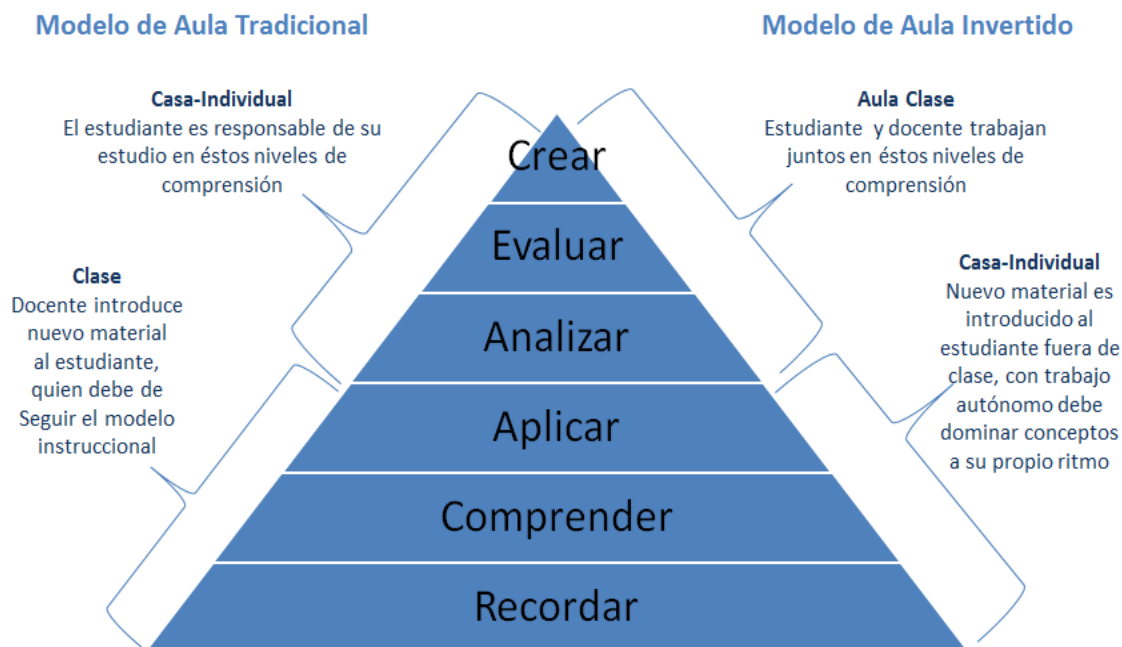 Modelo de Aula Tradicional
Modelo de Aula Invertido
Casa-Individual
El estudiante es responsable de su
estudio en éstos niveles de
comprensión
Clase
Docente introduce
nuevo material
al estudiante,
quien debe de
Seguir el modelo
instruccional
Crear
Evaluar
Analizar
Aplicar
Comprender
Recordar
Aula Clase
Estudiante y docente trabajan
juntos en éstos niveles de
comprensión
Casa-Individual
Nuevo material es
introducido al
estudiante fuera de
clase, con trabajo
autónomo debe
dominar conceptos
a su propio ritmo